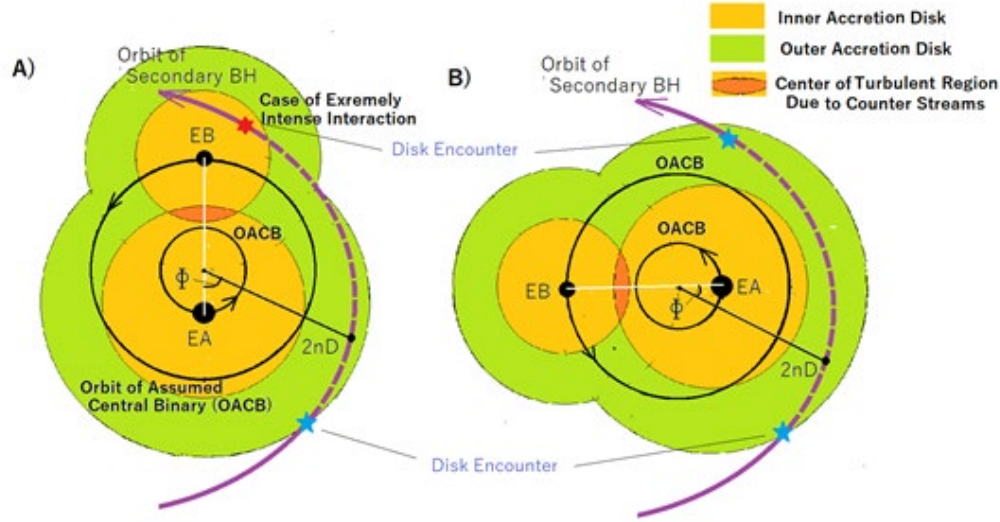 Inner Accretion Disk
Outer Accretion Disk
Center of Turbulent Region
Due to Counter Streams
A)
Orbit of
Secondary BH
Case of Exremely
Intense Interaction
EB
Disk Encounter
OACB
Φ
EA
2nD
Orbit of Assumed
Central Binary (OACB)
Disk Encounter
B)
Orbit of
Secondary BH
OACB
OACB
EB
EA
Φ
2nD